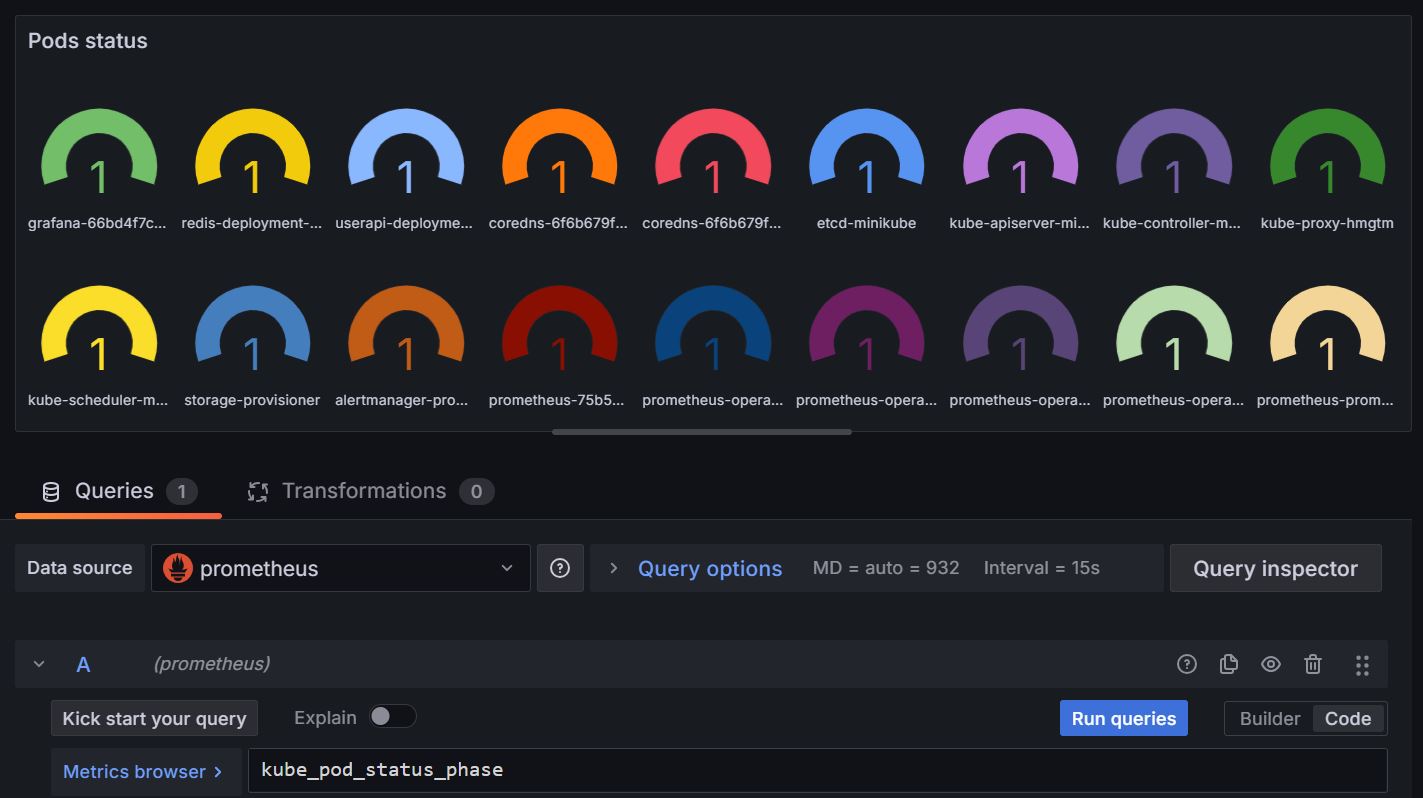 Pods status
1 1 1 1 1 1 1 1 1
grafana-66bd4f7c... redis-deployment-... userapi-deployme... coredns-6f6b679f... coredns-6f6b679f... etcd-minikube kube-apiserver-mi... kube-controller-m... kube-proxy-hmgtm
1 1 1 1 1 1 1 1 1
kube-scheduler-m... storage-provisioner alertmanager-pro... prometheus-75b5... prometheus-opera... prometheus-opera... prometheus-opera... prometheus-opera... prometheus-prom...
Queries 1 Transformations 0
Data source prometheus Query options MD = auto = 932 Interval = 15s Query inspector
A (prometheus)
Kick start your query Explain Run queries Builder Code
Metrics browser > kube_pod_status_phase